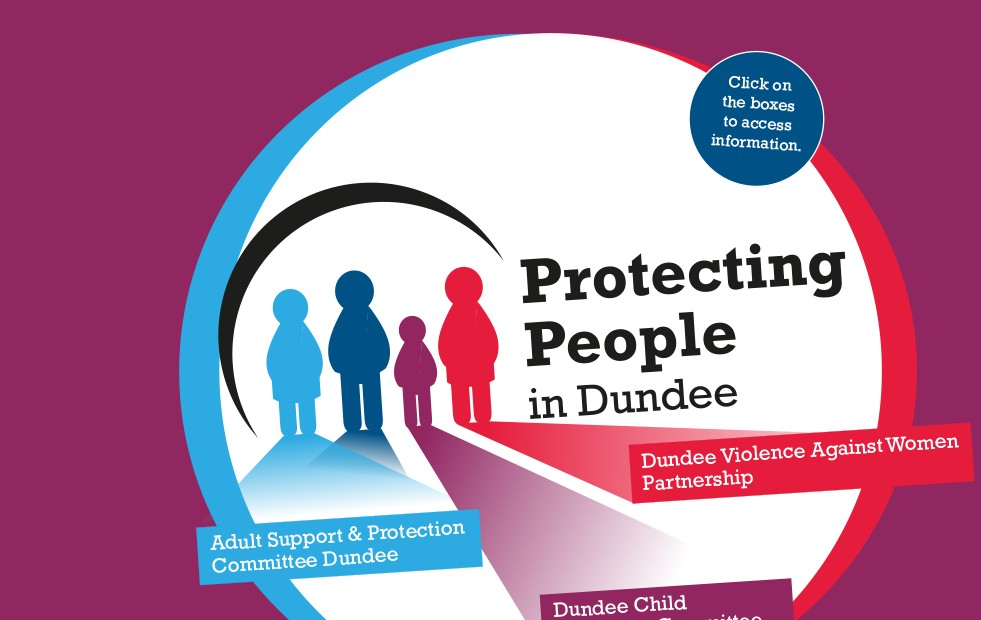 Click on
the boxes
to access
information.
Protecting
People
in Dundee
Dundee Violence Against Women
Partnership
Adult Support & Protection
Committee Dundee
Dundee Child